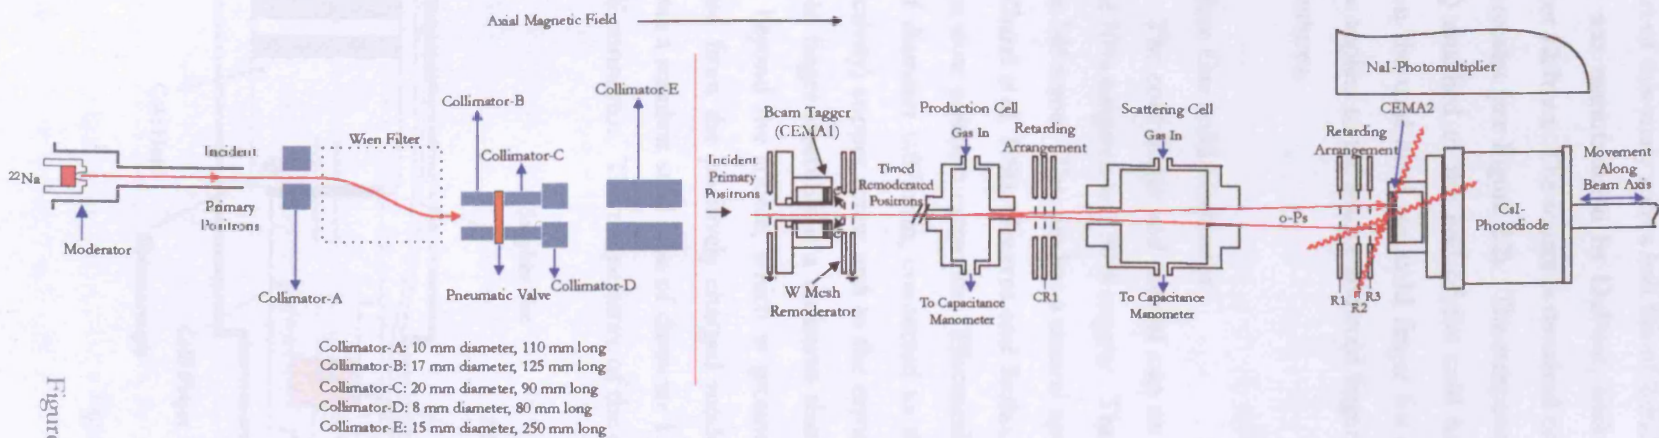 Axial Magnetic Field
NaI-Photomultiplier
CEMA2
Collimator-E
Collimator-B
Wien Filter
Collimator-C
Beam Tagger
(CEMA1)
Production Cell
Gas In
Retarding
Arrangement
Scattering Cell
Gas In
Retarding
Arrangement
Movement
Along
Beam Axis
²²Na
Incident
Primary
Positrons
Moderator
Incident
Primary
Positrons
Timed
Remoderated
Positrons
o-Ps
CsI-
Photodiode
Collimator-A
Pneumatic Valve
Collimator-D
W Mesh
Remoderator
To Capacitance
Manometer
CR1
To Capacitance
Manometer
R1
R2
R3
Collimator-A: 10 mm diameter, 110 mm long
Collimator-B: 17 mm diameter, 125 mm long
Collimator-C: 20 mm diameter, 90 mm long
Collimator-D: 8 mm diameter, 80 mm long
Collimator-E: 15 mm diameter, 250 mm long
Figure